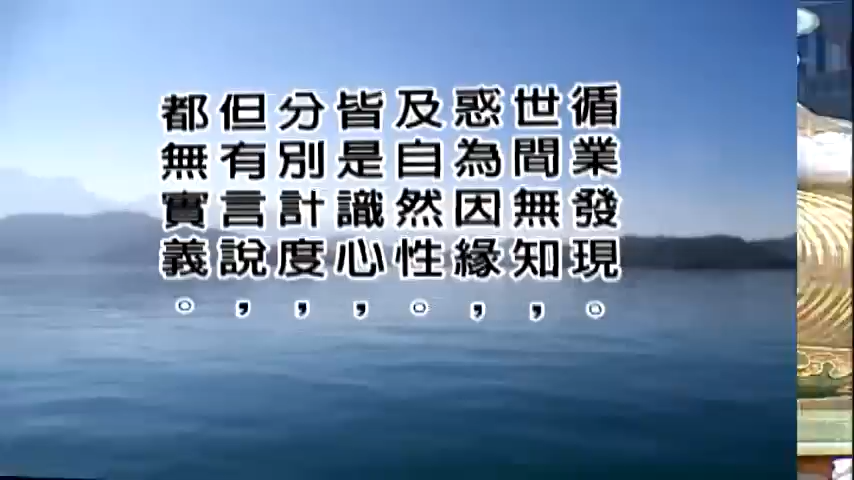 循業發現。
世間無知，
惑為因緣，
及自然性。
皆是識心，
分別計度，
但有言說，
都無實義。